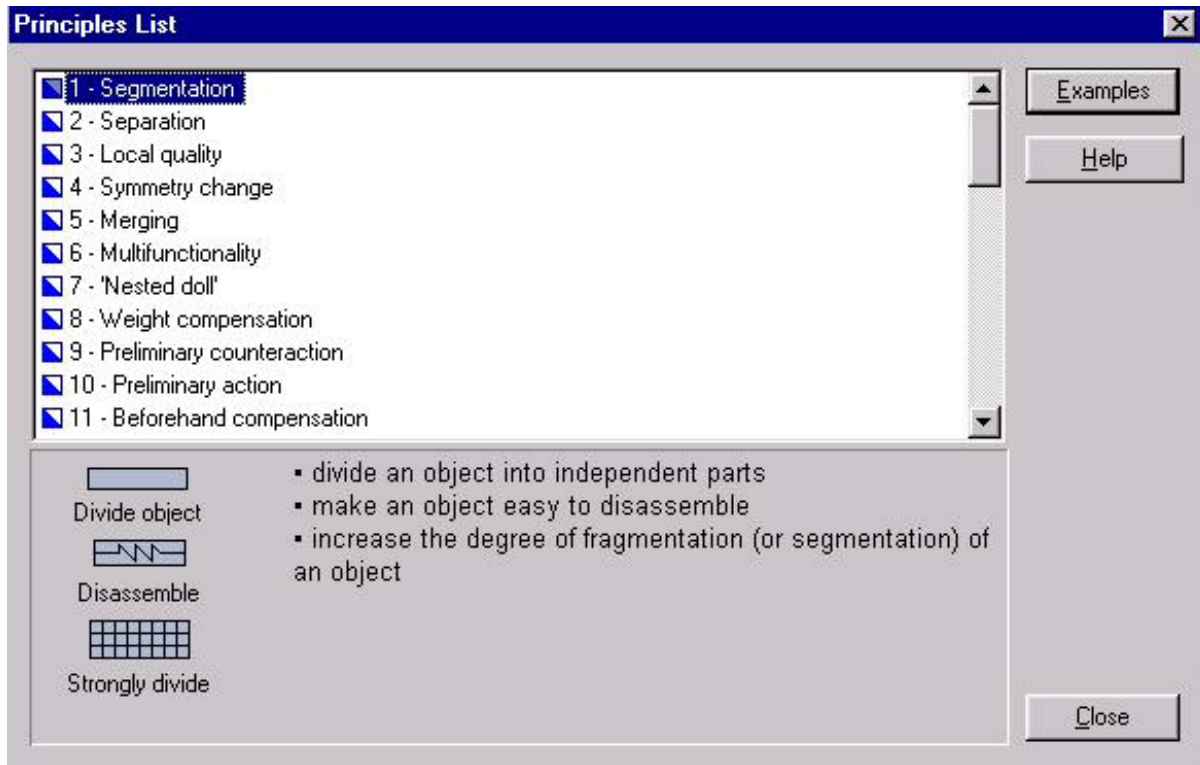 Principles List
1 - Segmentation
2 - Separation
3 - Local quality
4 - Symmetry change
5 - Merging
6 - Multifunctionality
7 - 'Nested doll'
8 - Weight compensation
9 - Preliminary counteraction
10 - Preliminary action
11 - Beforehand compensation
Examples
Help
Divide object
Disassemble
Strongly divide
▪ divide an object into independent parts
▪ make an object easy to disassemble
▪ increase the degree of fragmentation (or segmentation) of
an object
Close